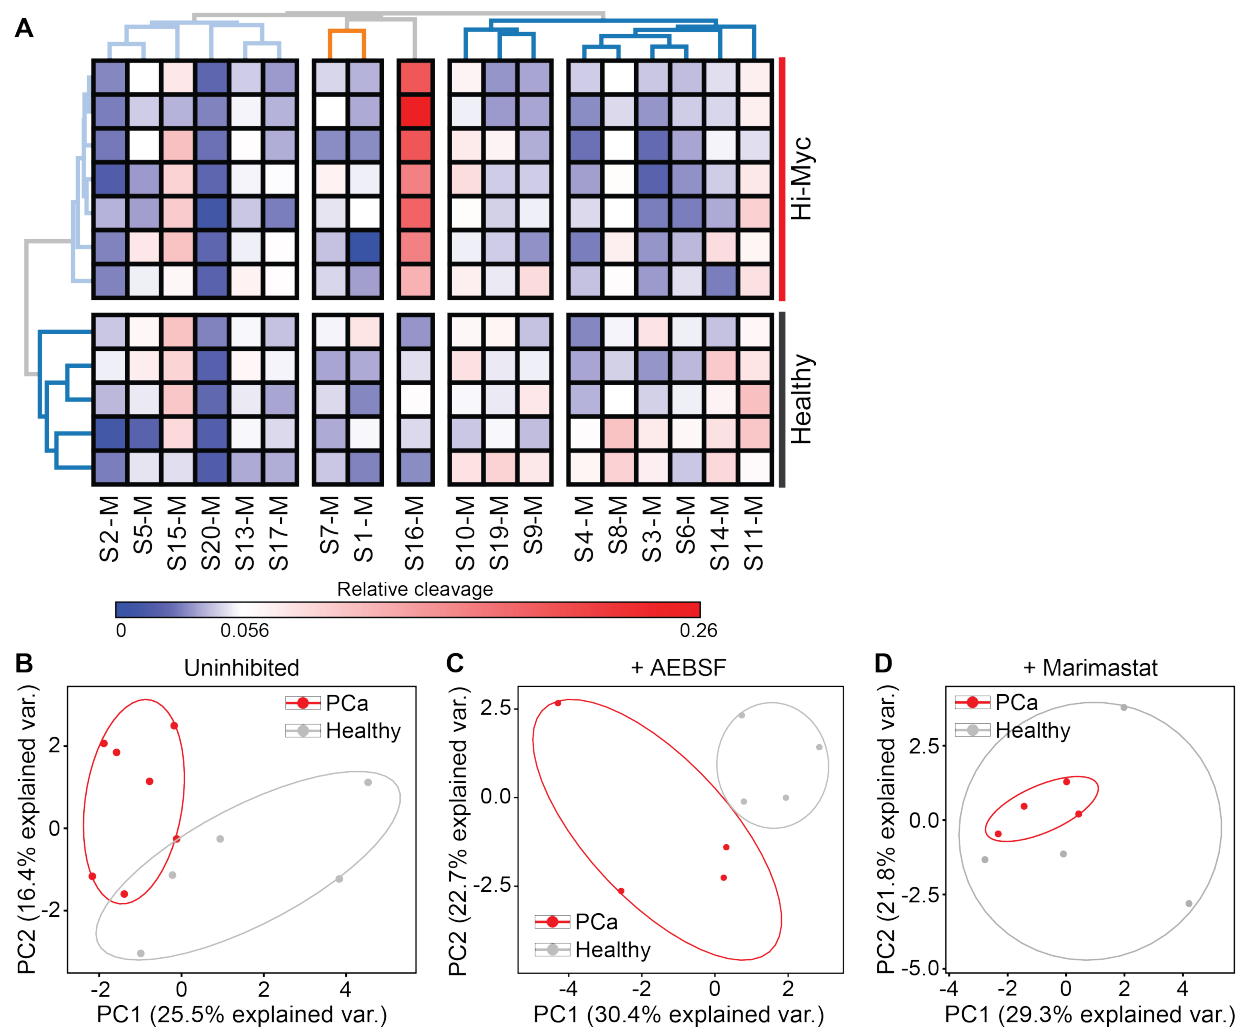 A
Hi-Myc
Healthy
S2-M
S5-M
S15-M
S20-M
S13-M
S17-M
S7-M
S1-M
S16-M
S10-M
S19-M
S9-M
S4-M
S8-M
S3-M
S6-M
S14-M
S11-M
Relative cleavage
0 0.056 0.26
B
Uninhibited
PCa
Healthy
PC2 (16.4% explained var.)
2
0
-2
-2 0 2 4
PC1 (25.5% explained var.)
C
+ AEBSF
PC2 (22.7% explained var.)
2.5
0.0
-2.5
PCa
Healthy
-4 -2 0 2
PC1 (30.4% explained var.)
D
+ Marimastat
PCa
Healthy
PC2 (21.8% explained var.)
2.5
0.0
-2.5
-5.0
-4 -2 0 2 4
PC1 (29.3% explained var.)